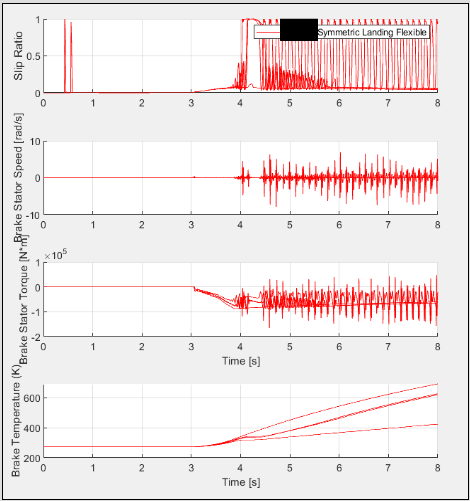 Slip Ratio
1
0.5
0
Symmetric Landing Flexible
0 1 2 3 4 5 6 7 8
Brake Stator Speed [rad/s]
10
0
-10
0 1 2 3 4 5 6 7 8
Brake Stator Torque [N*m]
×10^5
1
0
-1
-2
0 1 2 3 4 5 6 7 8
Time [s]
Brake Temperature (K)
600
400
200
0 1 2 3 4 5 6 7 8
Time [s]